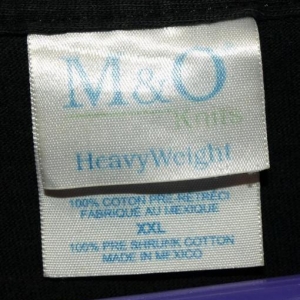 M&O
Knits
HeavyWeight
100% COTON PRE-RETRECI
FABRIQUE AU MEXIQUE
XXL
100% PRE SHRUNK COTTON
MADE IN MEXICO